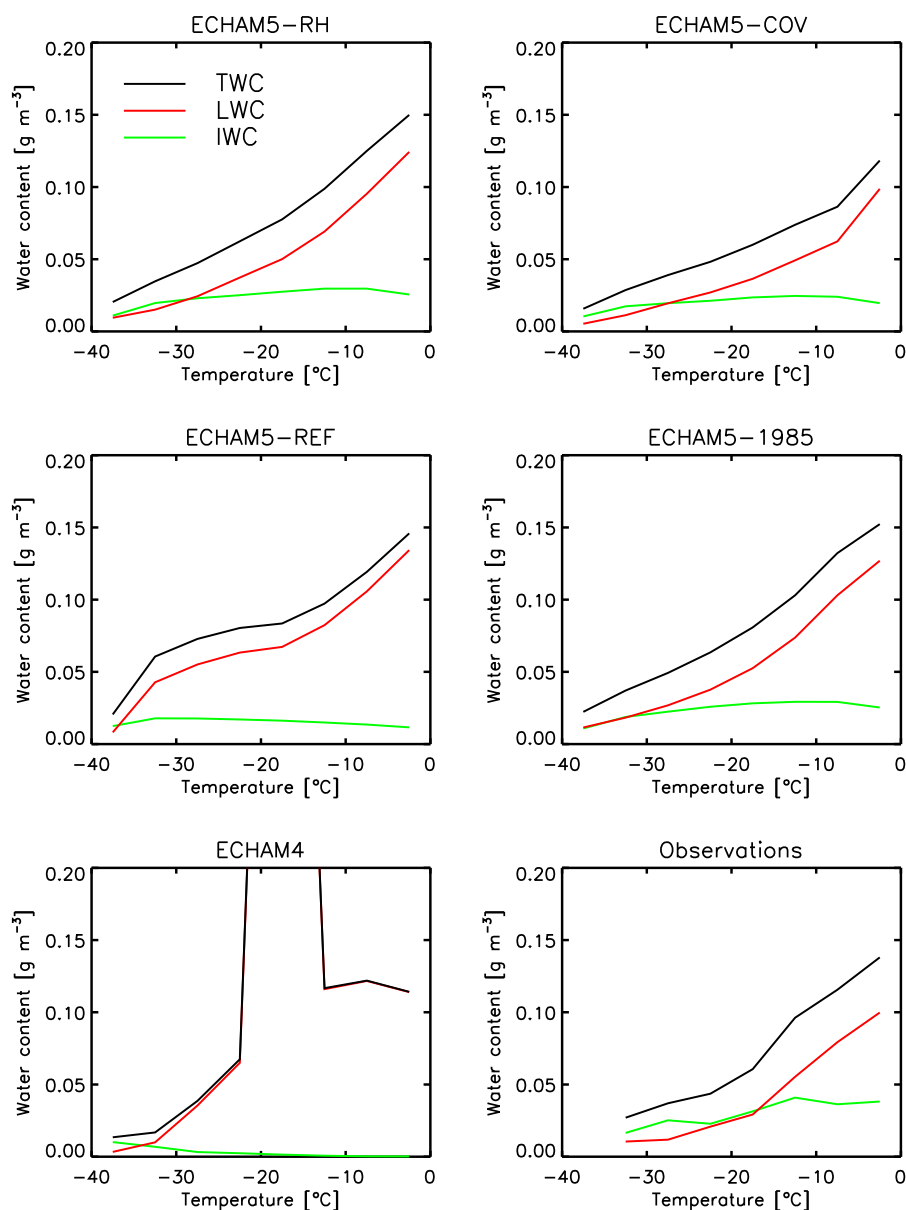 ECHAM5-RH
0.20
0.15
0.10
0.05
0.00
Water content [g m⁻³]
TWC
LWC
IWC
-40 -30 -20 -10 0
Temperature [°C]
ECHAM5-COV
0.20
0.15
0.10
0.05
0.00
Water content [g m⁻³]
-40 -30 -20 -10 0
Temperature [°C]
ECHAM5-REF
0.20
0.15
0.10
0.05
0.00
Water content [g m⁻³]
-40 -30 -20 -10 0
Temperature [°C]
ECHAM5-1985
0.20
0.15
0.10
0.05
0.00
Water content [g m⁻³]
-40 -30 -20 -10 0
Temperature [°C]
ECHAM4
0.20
0.15
0.10
0.05
0.00
Water content [g m⁻³]
-40 -30 -20 -10 0
Temperature [°C]
Observations
0.20
0.15
0.10
0.05
0.00
Water content [g m⁻³]
-40 -30 -20 -10 0
Temperature [°C]